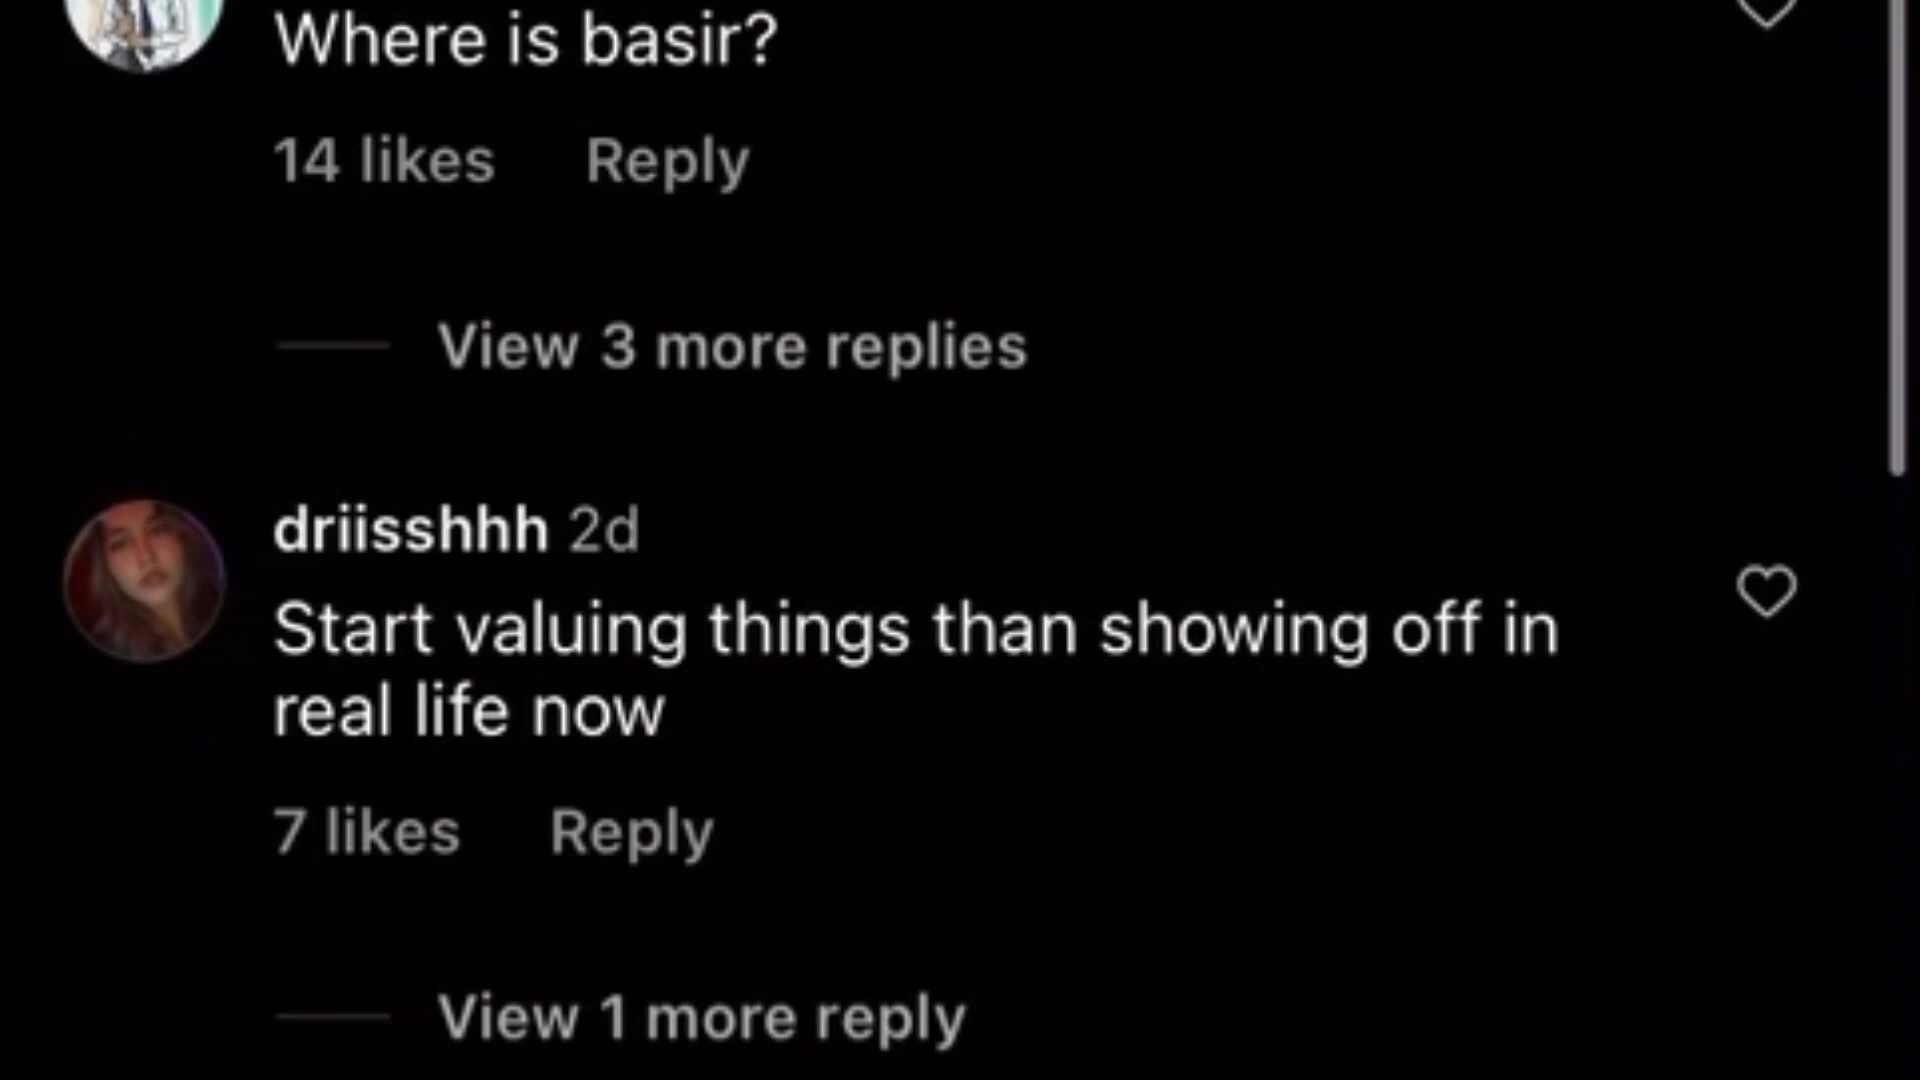 Where is basir?
14 likes Reply
View 3 more replies
driisshhh 2d
Start valuing things than showing off in
real life now
7 likes Reply
View 1 more reply